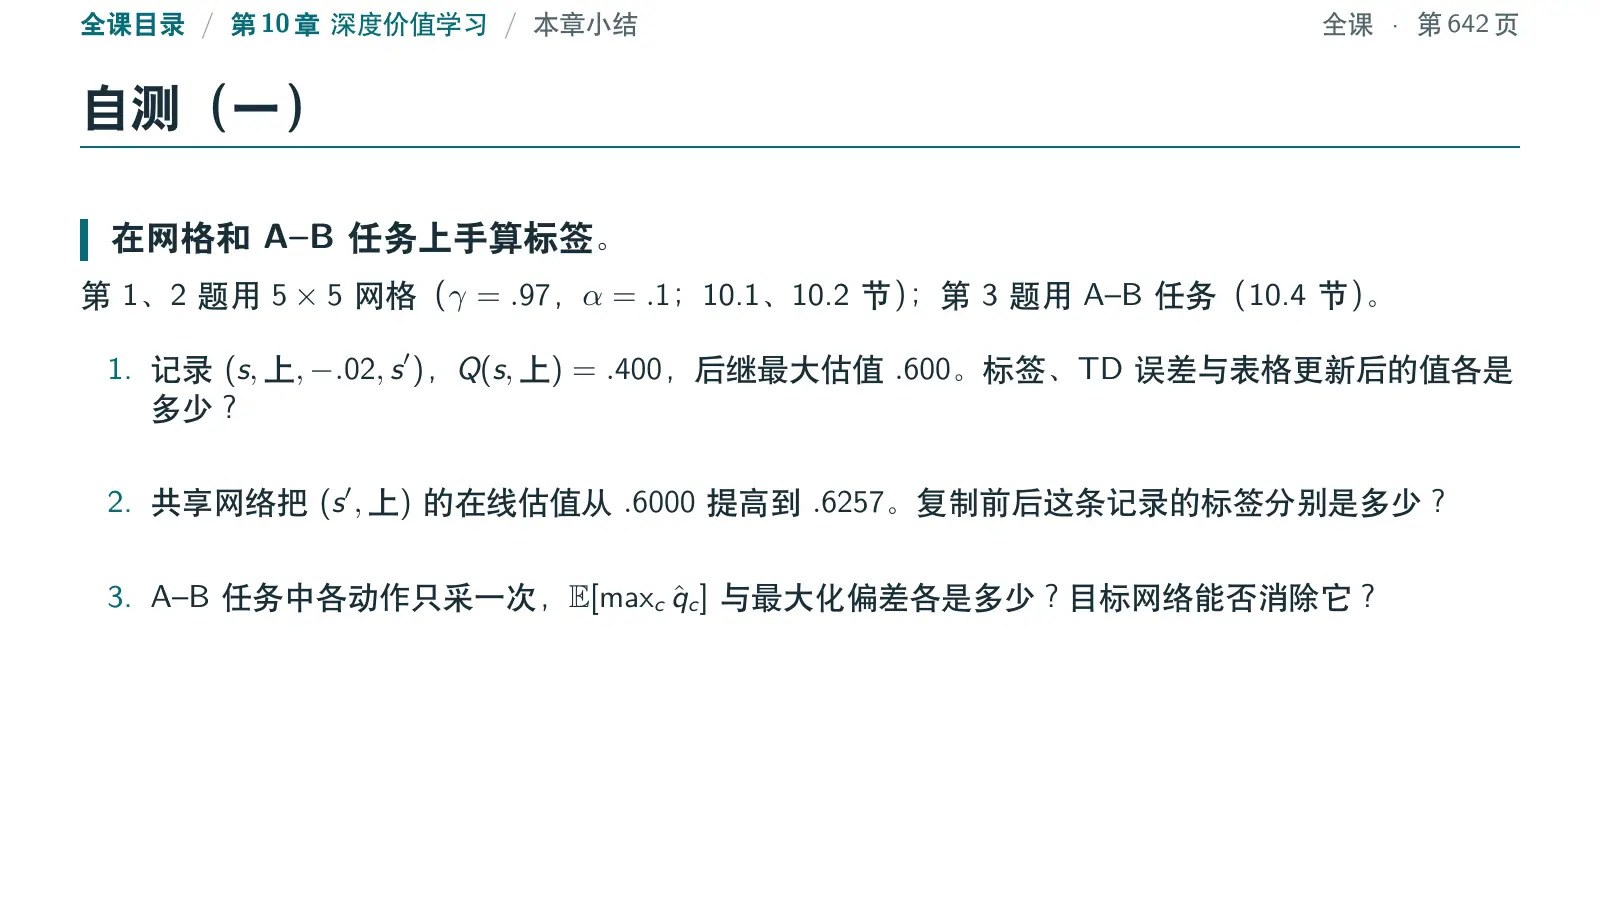 全课目录 / 第 10 章 深度价值学习 / 本章小结 全课 · 第 642 页
自测（一）
在网格和 A–B 任务上手算标签。
第 1、2 题用 5 × 5 网格（γ = .97，α = .1；10.1、10.2 节）；第 3 题用 A–B 任务（10.4 节）。
1. 记录 (s, 上, −.02, s′)，Q(s, 上) = .400，后继最大估值 .600。标签、TD 误差与表格更新后的值各是
多少？
2. 共享网络把 (s′, 上) 的在线估值从 .6000 提高到 .6257。复制前后这条记录的标签分别是多少？
3. A–B 任务中各动作只采一次，𝔼[max_c q̂_c] 与最大化偏差各是多少？目标网络能否消除它？